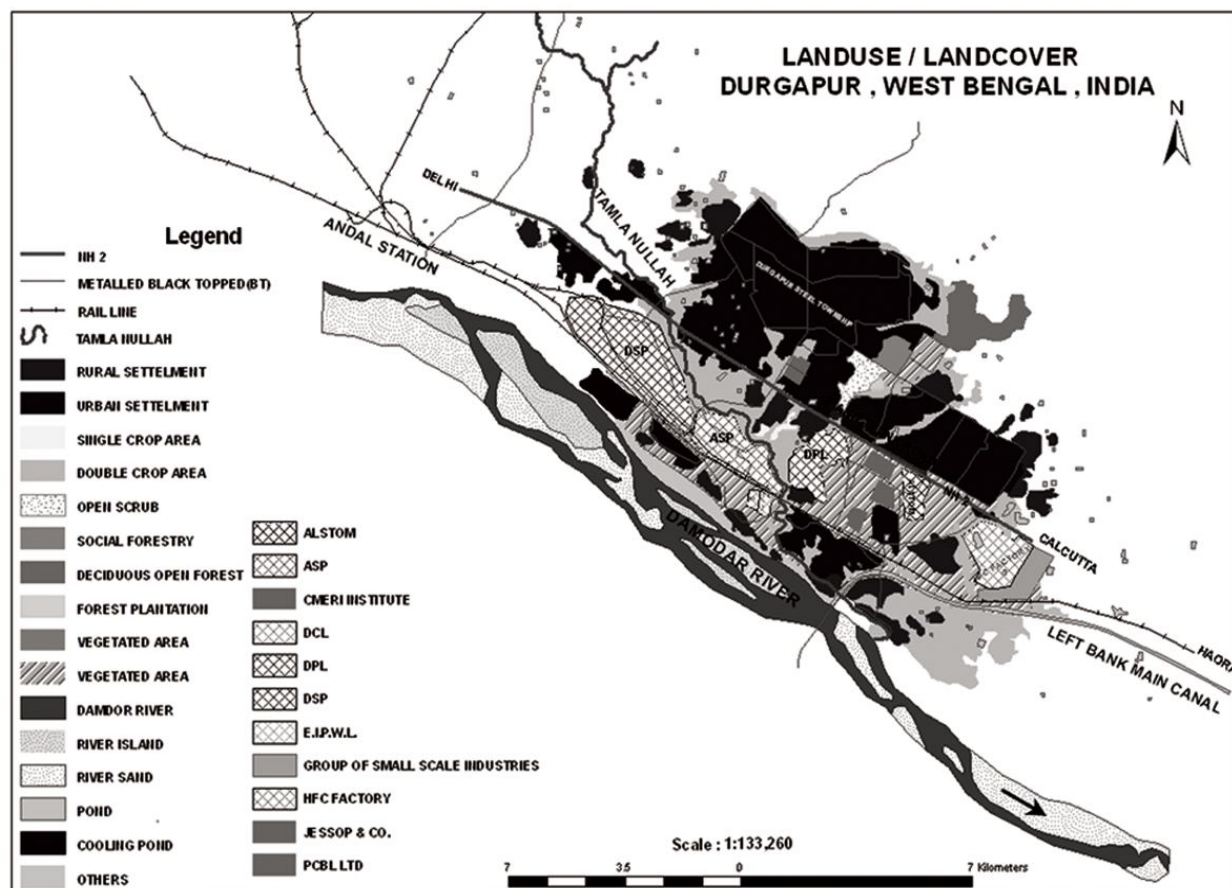 LANDUSE / LANDCOVER
DURGAPUR , WEST BENGAL , INDIA
N
DELHI
TAMLA NULLAH
ANDAL STATION
DURGAPUR STEEL TOWNSHIP
DSP
ASP
DPL
NH-2
CALCUTTA
DAMODAR RIVER
HAORA
LEFT BANK MAIN CANAL
Legend
NH 2
METALLED BLACK TOPPED(BT)
RAIL LINE
TAMLA NULLAH
RURAL SETTELMENT
URBAN SETTELMENT
SINGLE CROP AREA
DOUBLE CROP AREA
OPEN SCRUB
SOCIAL FORESTRY
DECIDUOUS OPEN FOREST
FOREST PLANTATION
VEGETATED AREA
VEGETATED AREA
DAMDOR RIVER
RIVER ISLAND
RIVER SAND
POND
COOLING POND
OTHERS
ALSTOM
ASP
CMERI INSTITUTE
DCL
DPL
DSP
E.I.P.W.L.
GROUP OF SMALL SCALE INDUSTRIES
HFC FACTORY
JESSOP & CO.
PCBL LTD
Scale : 1:133,260
7 3.5 0 7 Kilometers